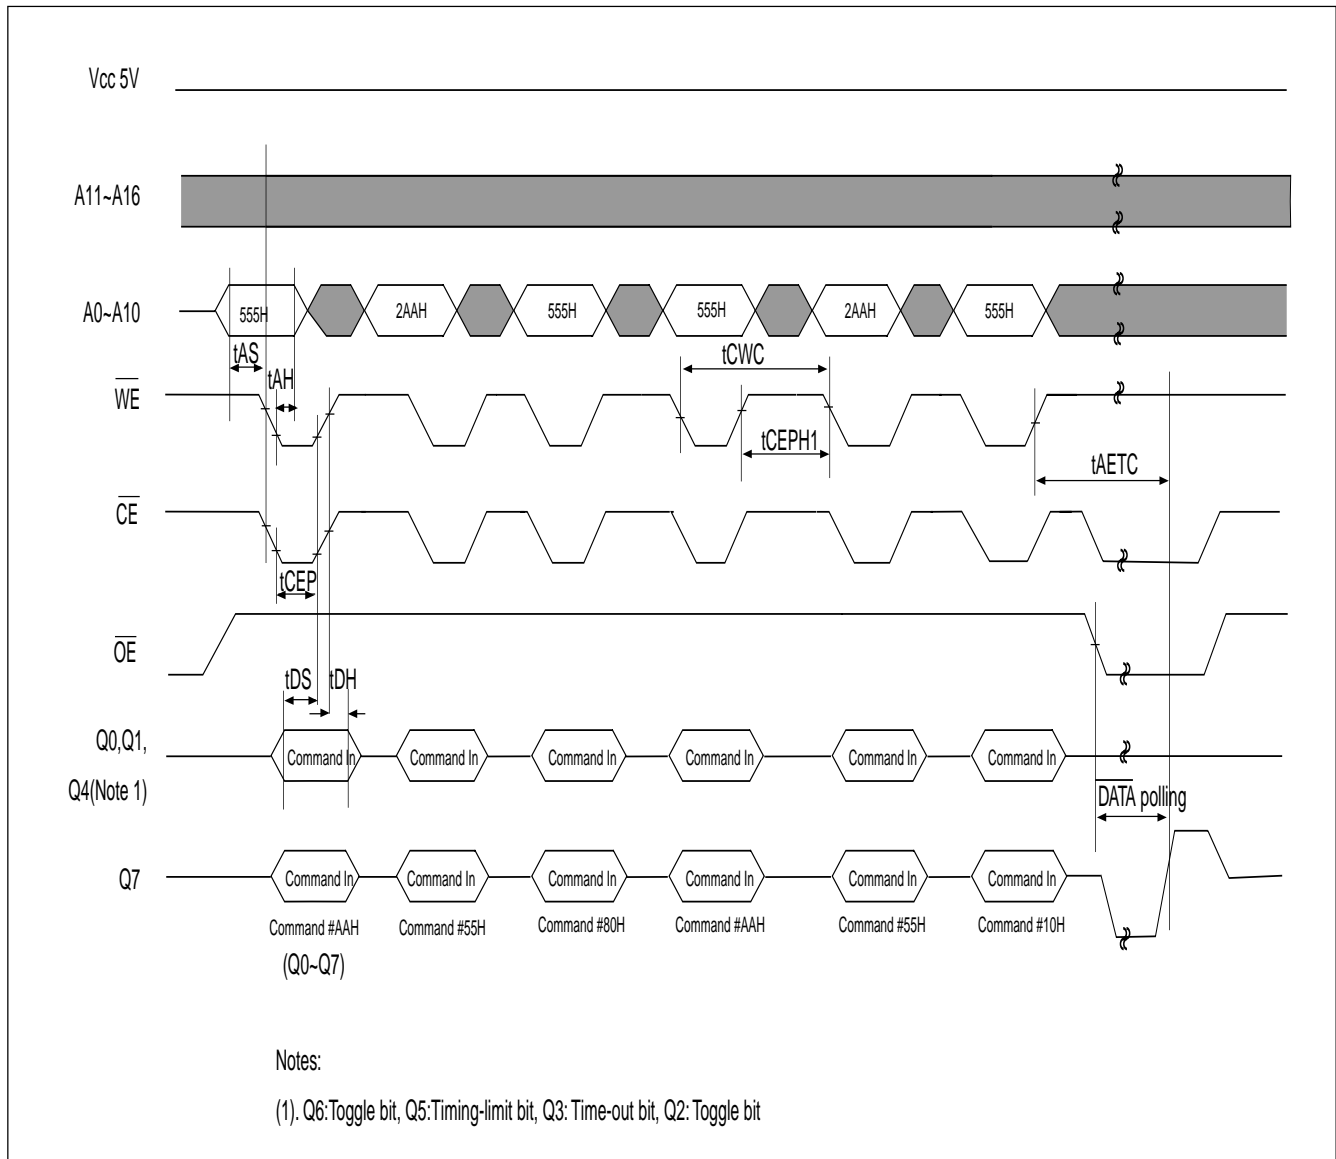 Vcc 5V
A11~A16
A0~A10
555H
2AAH
555H
555H
2AAH
555H
tAS
tAH
tCWC
WE
tCEPH1
tAETC
CE
tCEP
OE
tDS
tDH
Q0,Q1,
Q4(Note 1)
Command In
Command In
Command In
Command In
Command In
Command In
DATA polling
Q7
Command In
Command In
Command In
Command In
Command In
Command In
Command #AAH
Command #55H
Command #80H
Command #AAH
Command #55H
Command #10H
(Q0~Q7)
Notes:
(1). Q6:Toggle bit, Q5:Timing-limit bit, Q3: Time-out bit, Q2: Toggle bit